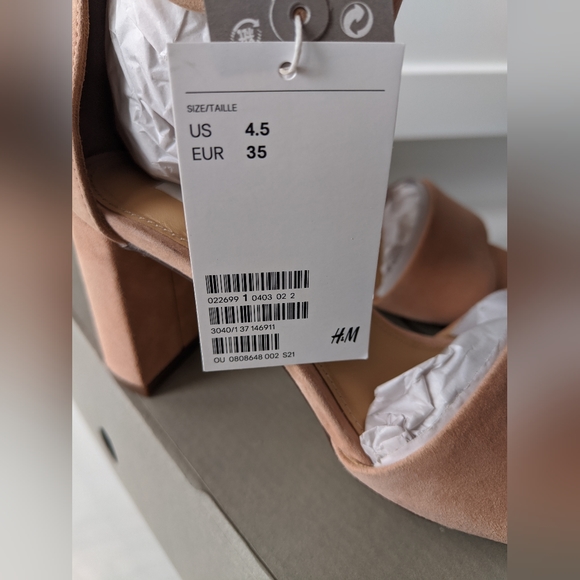 SIZE/TAILLE
US 4.5
EUR 35
022699 1 0403 02 2
3040/1 37 146911
OU 0808648 002 S21
H&M